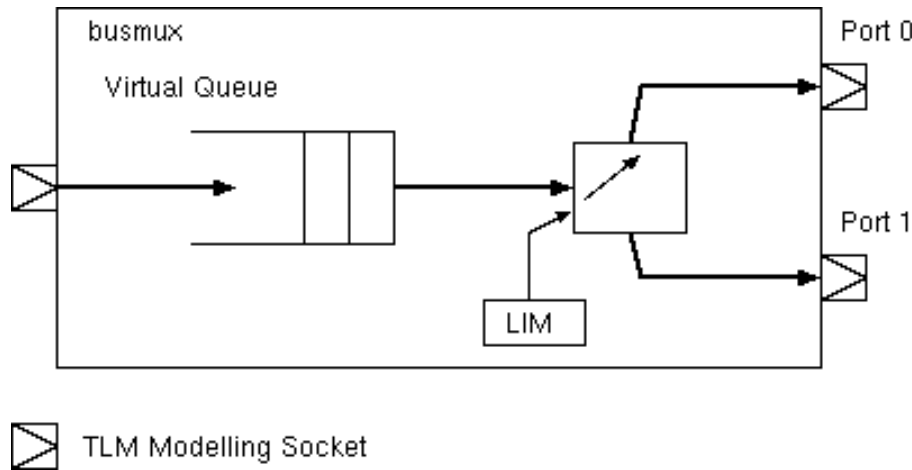 busmux
Port 0
Virtual Queue
Port 1
LIM
TLM Modelling Socket